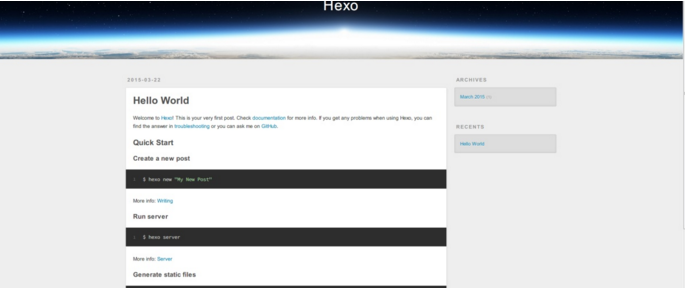 Hexo
2015-03-22
Hello World
Welcome to Hexo! This is your very first post. Check documentation for more info. If you get any problems when using Hexo, you can
find the answer in troubleshooting or you can ask me on GitHub.
Quick Start
Create a new post
1 $ hexo new "My New Post"
More info: Writing
Run server
1 $ hexo server
More info: Server
Generate static files
ARCHIVES
March 2015 (1)
RECENTS
Hello World